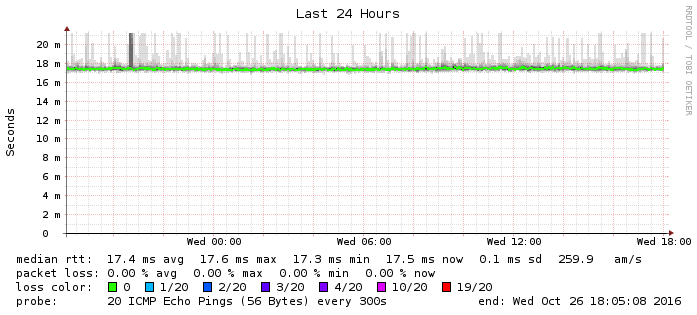 Last 24 Hours
RRDTOOL / TOBI OETIKER
Seconds
20 m
18 m
16 m
14 m
12 m
10 m
8 m
6 m
4 m
2 m
0
Wed 00:00 Wed 06:00 Wed 12:00 Wed 18:00
median rtt: 17.4 ms avg 17.6 ms max 17.3 ms min 17.5 ms now 0.1 ms sd 259.9 am/s
packet loss: 0.00 % avg 0.00 % max 0.00 % min 0.00 % now
loss color: 0 1/20 2/20 3/20 4/20 10/20 19/20
probe: 20 ICMP Echo Pings (56 Bytes) every 300s end: Wed Oct 26 18:05:08 2016